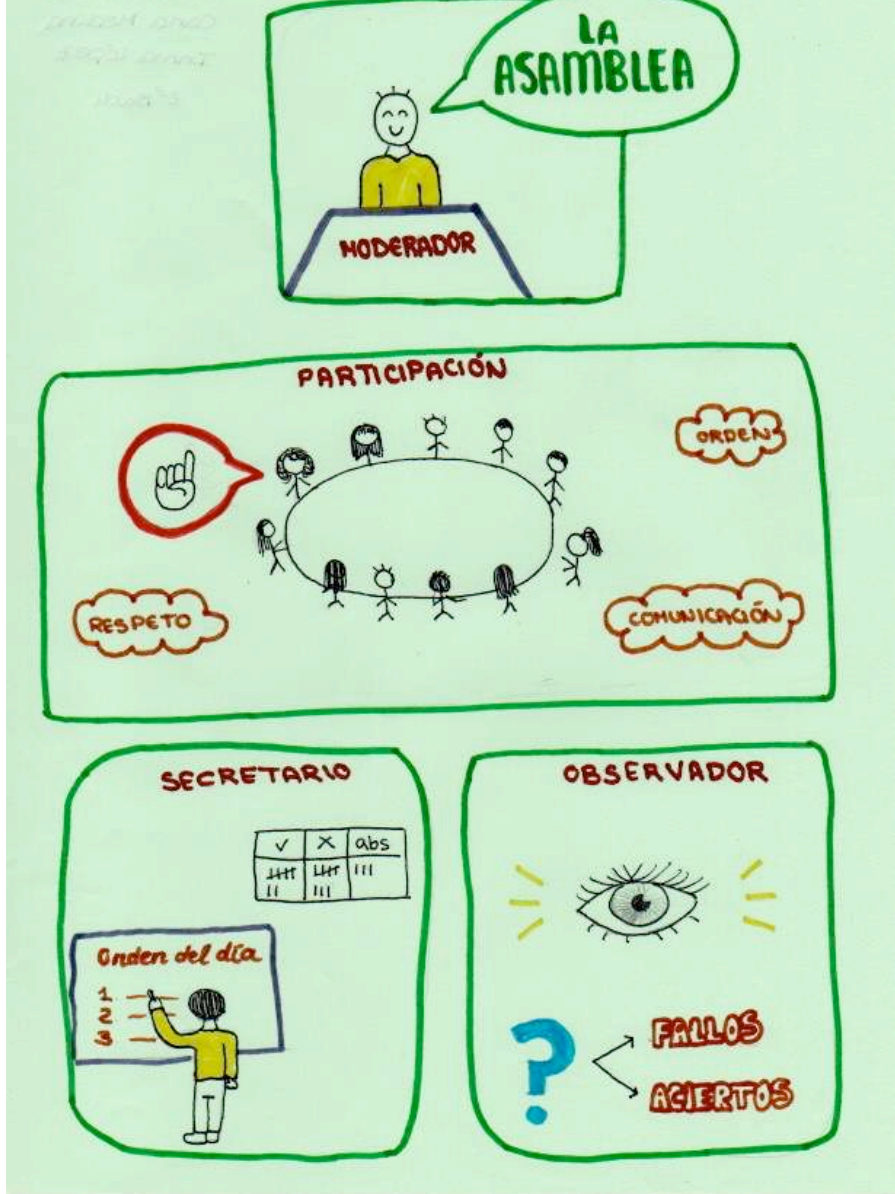 LA
ASAMBLEA
MODERADOR
PARTICIPACIÓN
ORDEN
RESPETO
COMUNICACIÓN
SECRETARIO
✓ X abs
Orden del día
1
2
3
OBSERVADOR
?
FALLOS
ACIERTOS